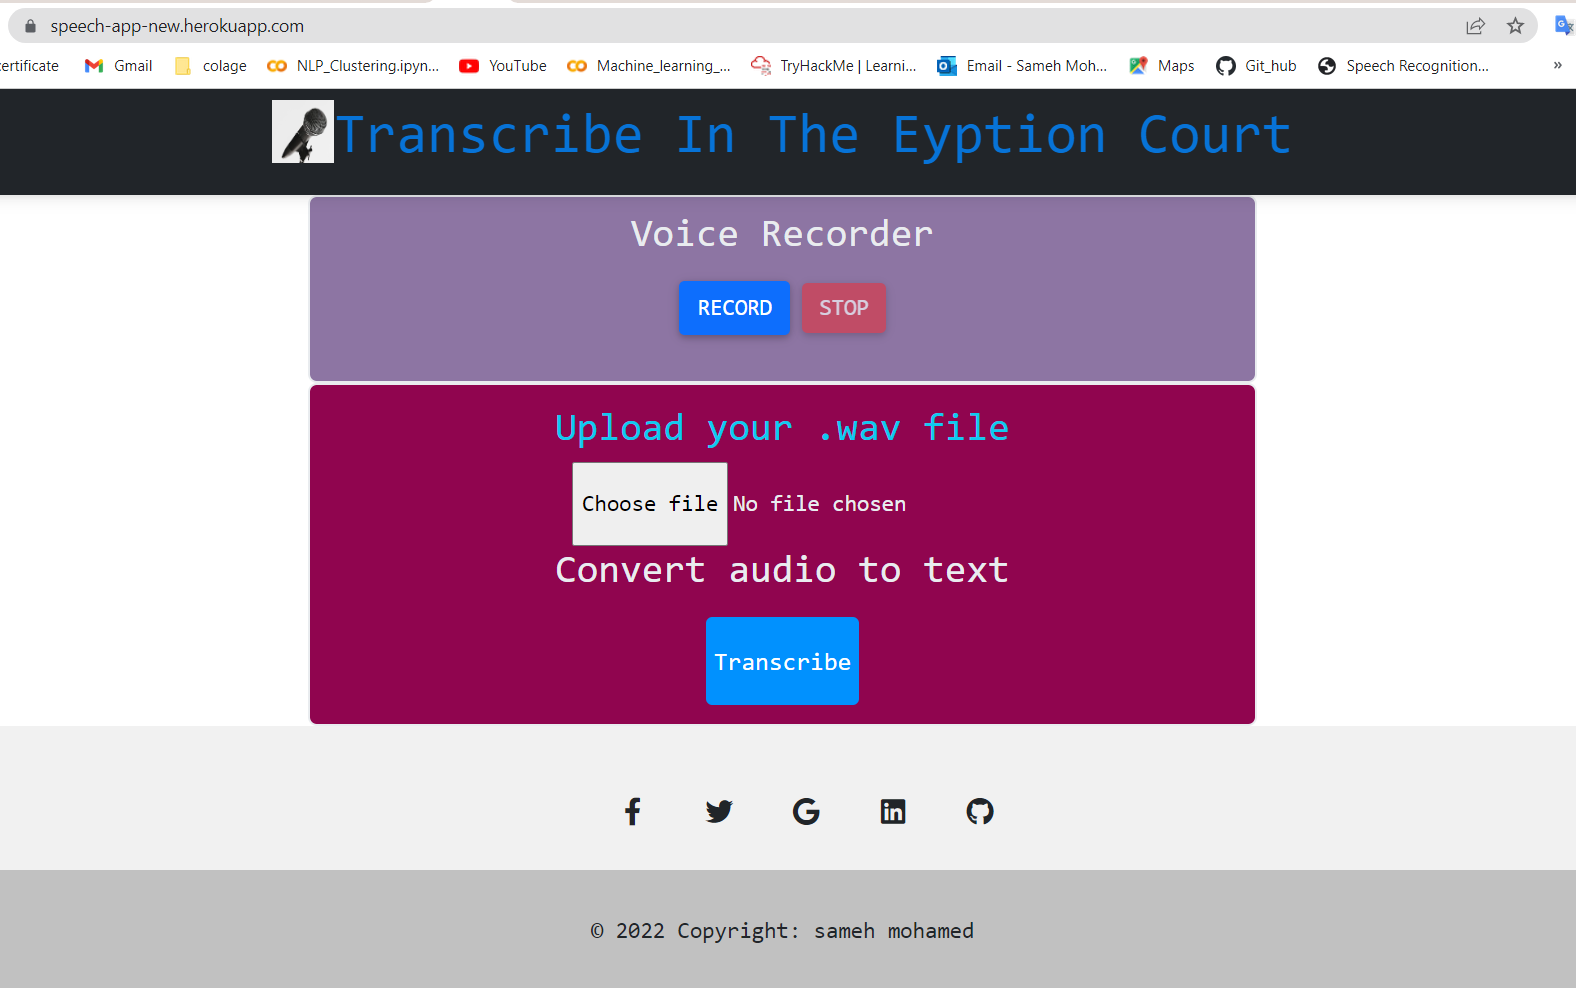 speech-app-new.herokuapp.com
ertificate Gmail colage NLP_Clustering.ipyn... YouTube Machine_learning_... TryHackMe | Learni... Email - Sameh Moh... Maps Git_hub Speech Recognition... »
Transcribe In The Eyption Court
Voice Recorder
RECORD STOP
Upload your .wav file
Choose file No file chosen
Convert audio to text
Transcribe
© 2022 Copyright: sameh mohamed